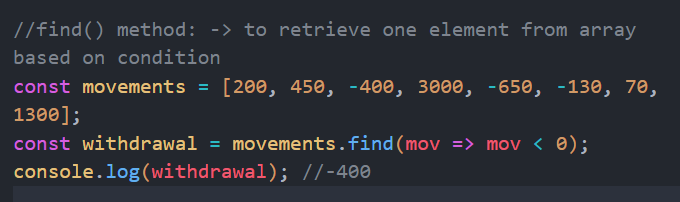 //find() method: -> to retrieve one element from array
based on condition
const movements = [200, 450, -400, 3000, -650, -130, 70,
1300];
const withdrawal = movements.find(mov => mov < 0);
console.log(withdrawal); //-400